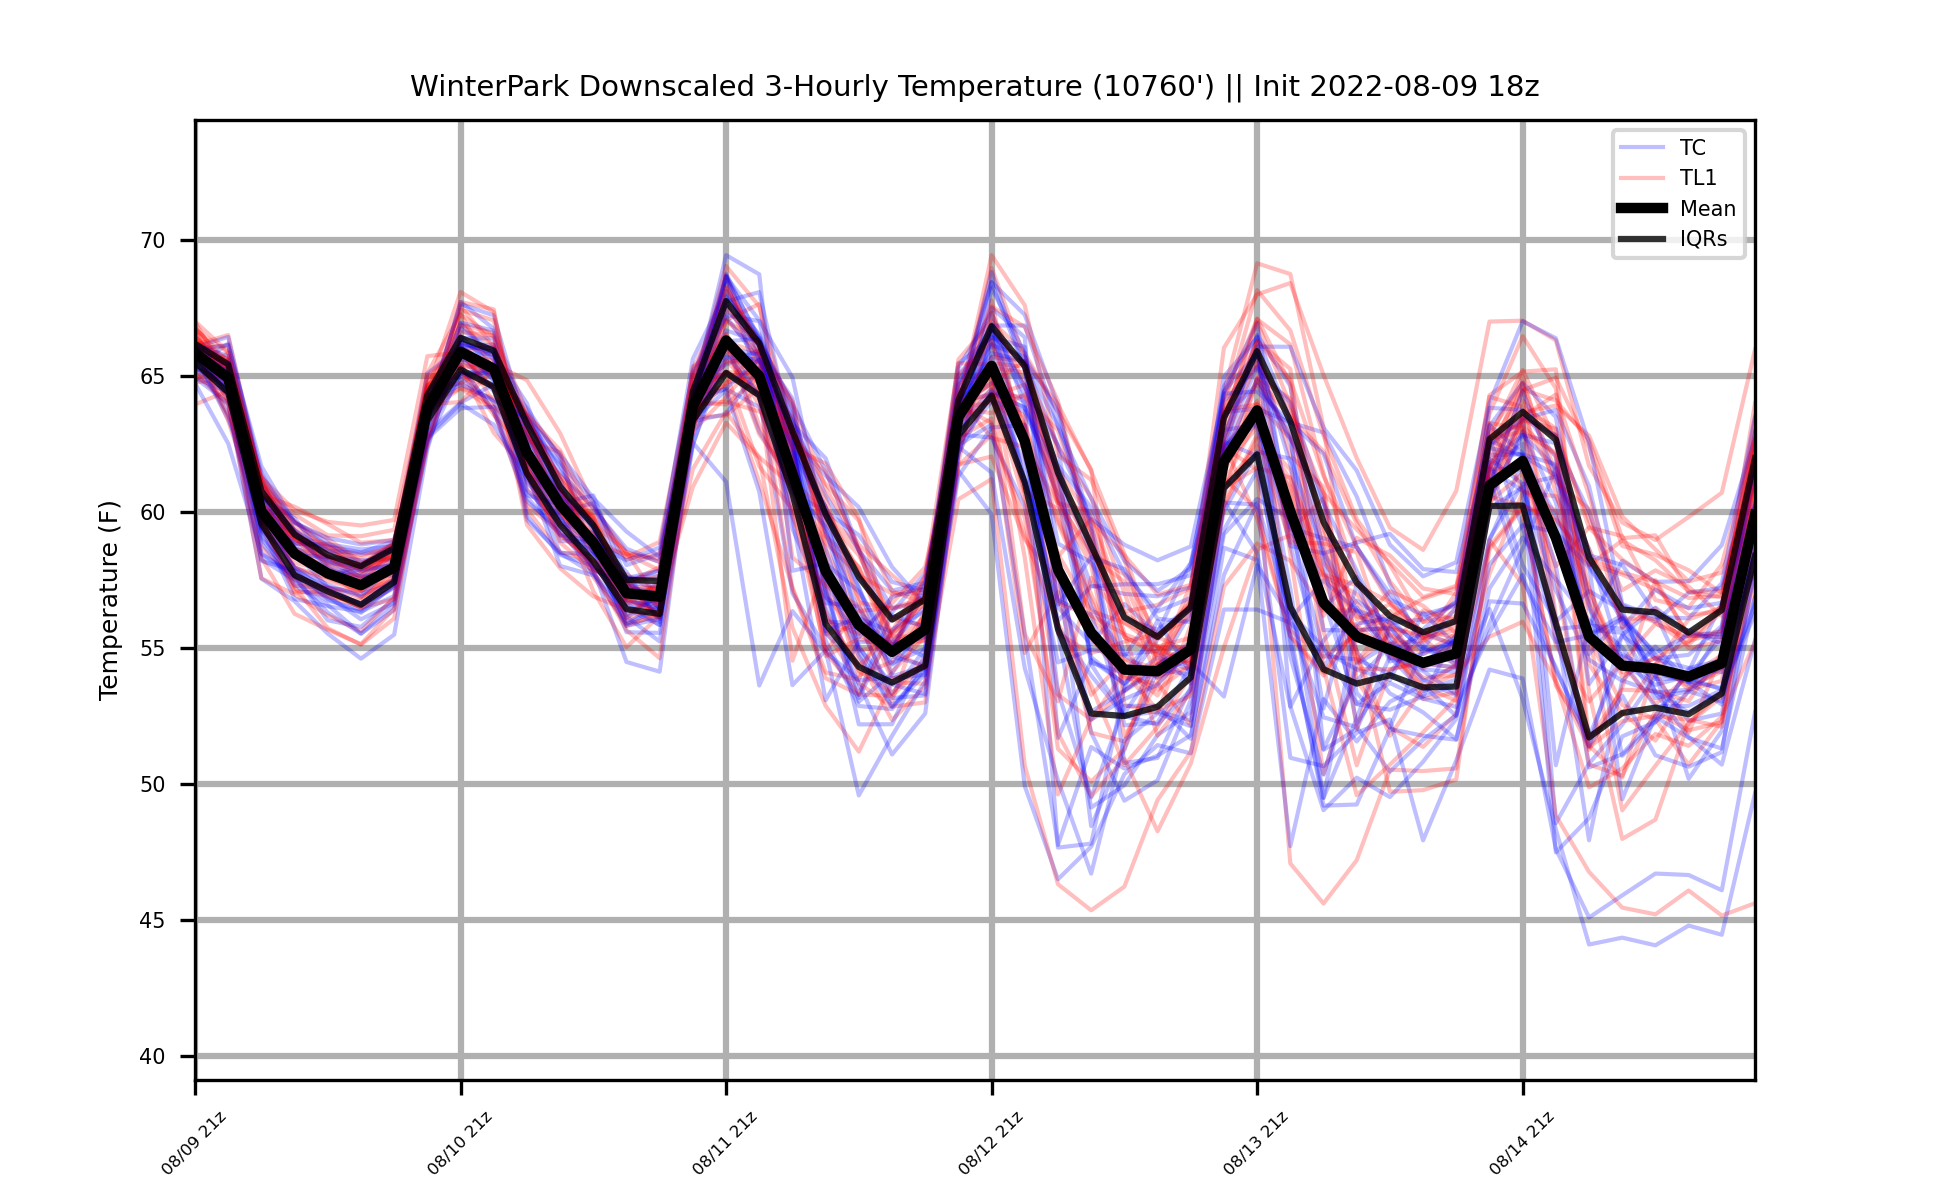 WinterPark Downscaled 3-Hourly Temperature (10760') || Init 2022-08-09 18z
TC
TL1
Mean
IQRs
Temperature (F)
70
65
60
55
50
45
40
08/09 21z
08/10 21z
08/11 21z
08/12 21z
08/13 21z
08/14 21z